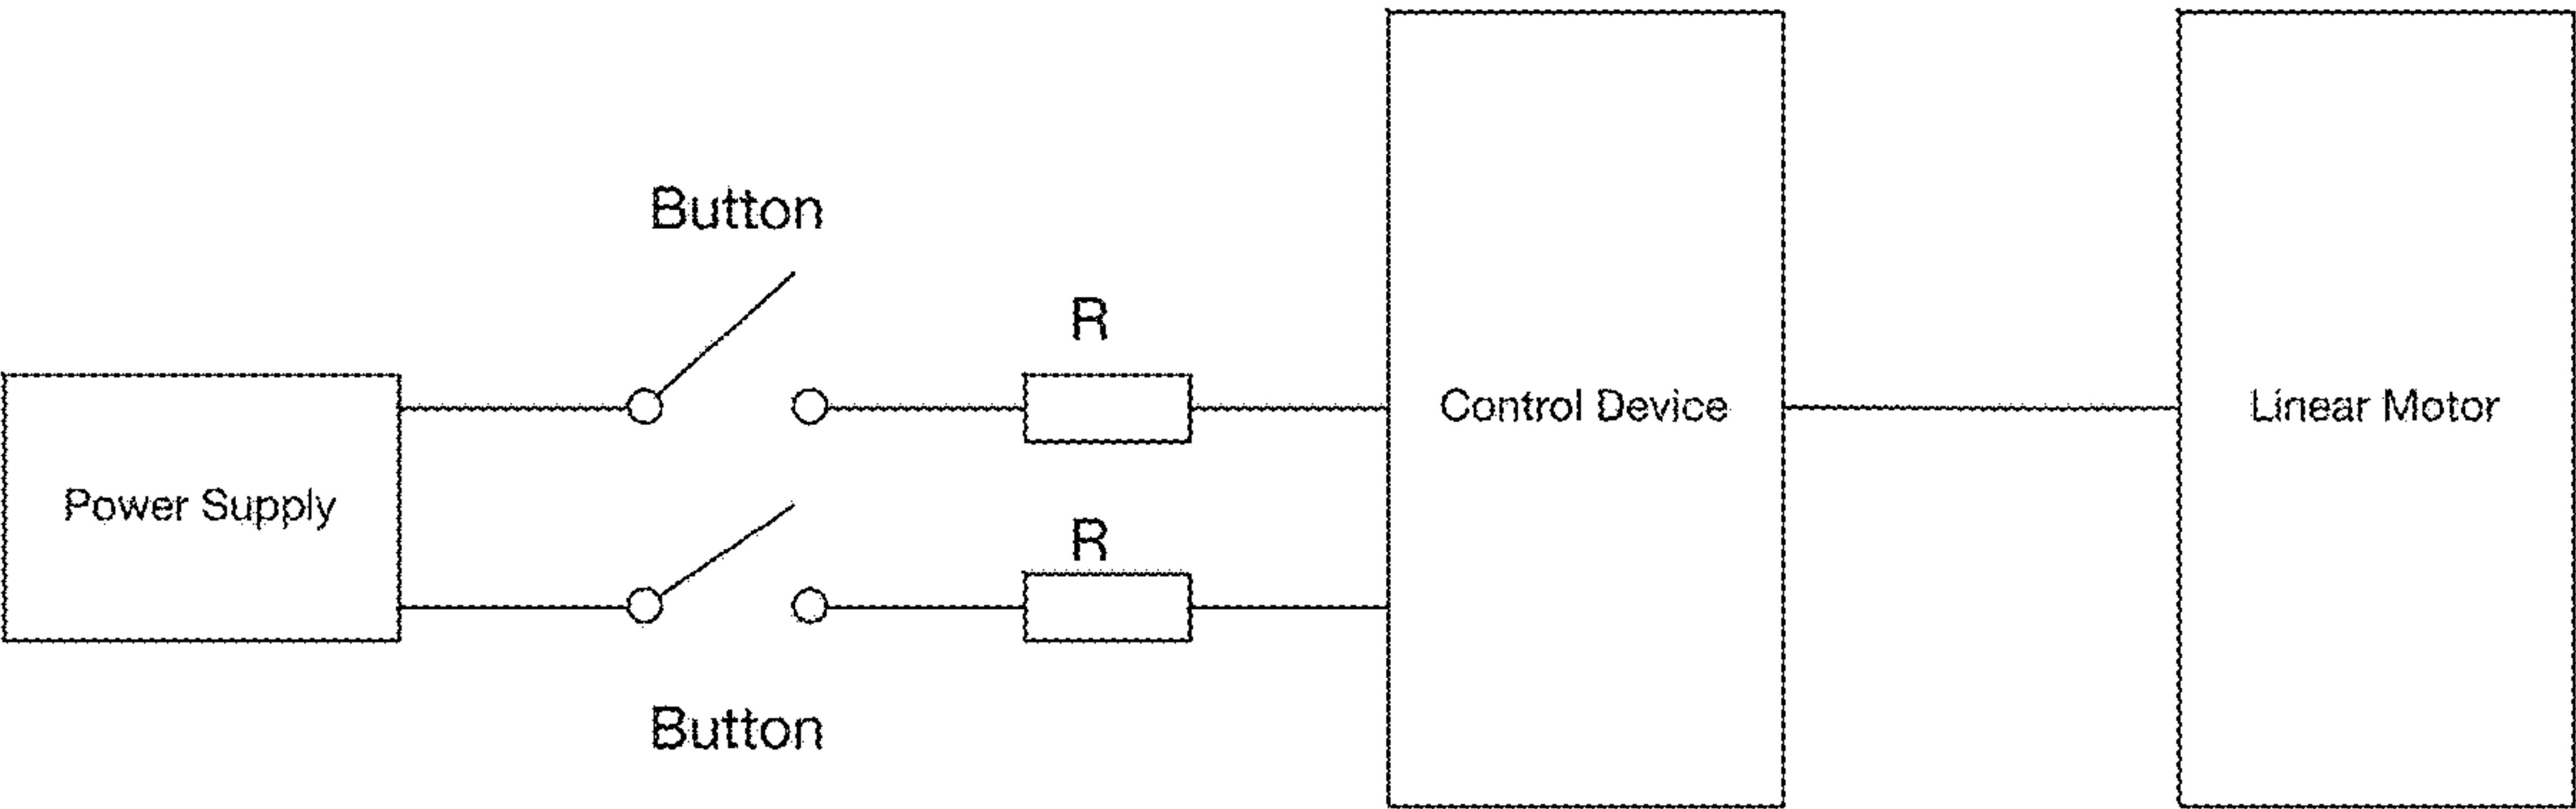 Button
R
Control Device
Linear Motor
Power Supply
R
Button